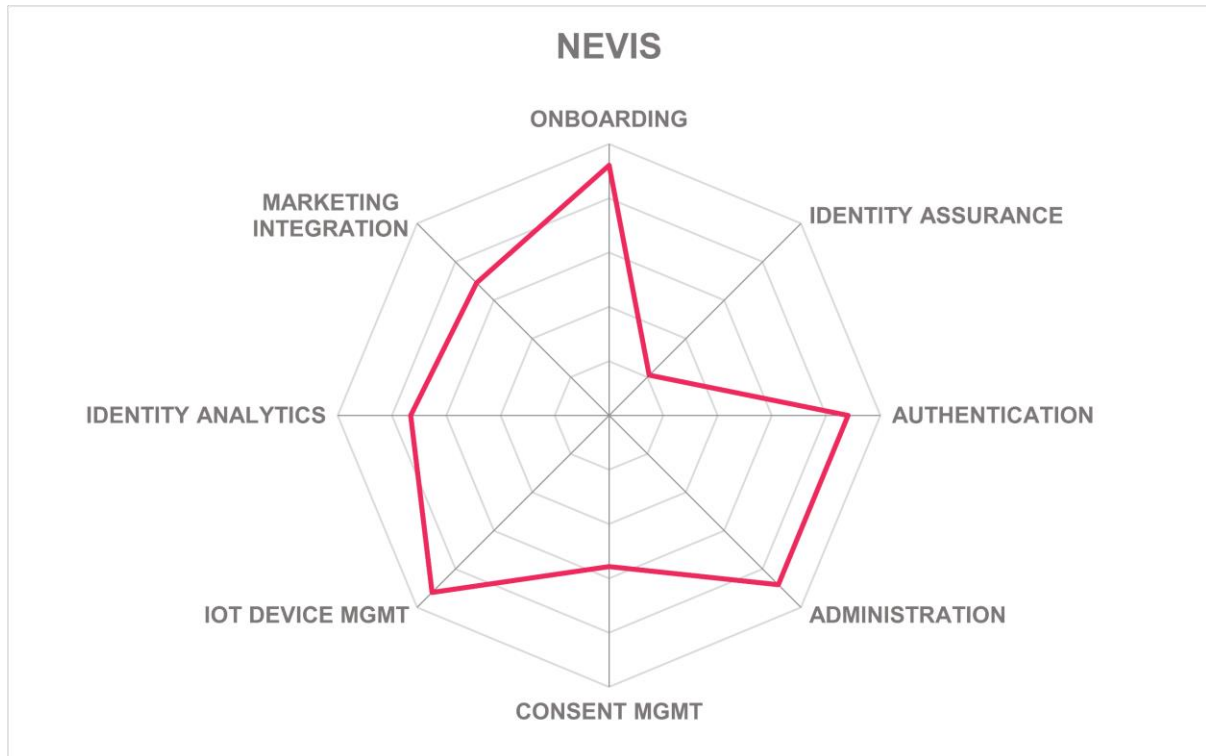 NEVIS
ONBOARDING
MARKETING
INTEGRATION
IDENTITY ASSURANCE
IDENTITY ANALYTICS
AUTHENTICATION
IOT DEVICE MGMT
ADMINISTRATION
CONSENT MGMT